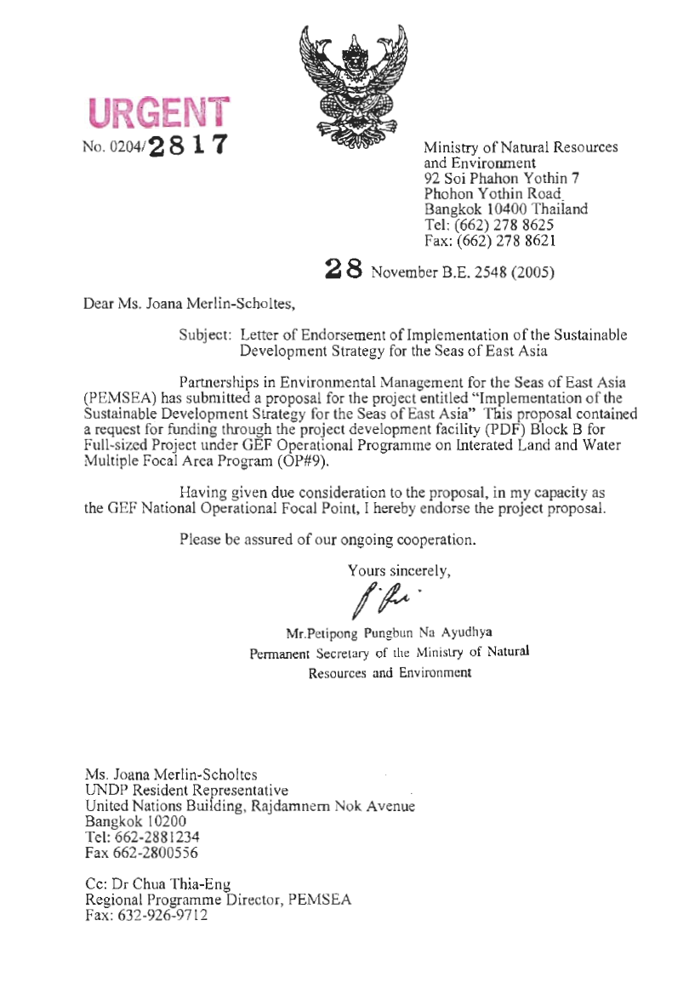 URGENT
No. 0204/2817
Ministry of Natural Resources
and Environment
92 Soi Phahon Yothin 7
Phohon Yothin Road
Bangkok 10400 Thailand
Tel: (662) 278 8625
Fax: (662) 278 8621
28 November B.E. 2548 (2005)
Dear Ms. Joana Merlin-Scholtes,
Subject: Letter of Endorsement of Implementation of the Sustainable
Development Strategy for the Seas of East Asia
Partnerships in Environmental Management for the Seas of East Asia
(PEMSEA) has submitted a proposal for the project entitled “Implementation of the
Sustainable Development Strategy for the Seas of East Asia” This proposal contained
a request for funding through the project development facility (PDF) Block B for
Full-sized Project under GEF Operational Programme on Interated Land and Water
Multiple Focal Area Program (OP#9).
Having given due consideration to the proposal, in my capacity as
the GEF National Operational Focal Point, I hereby endorse the project proposal.
Please be assured of our ongoing cooperation.
Yours sincerely,
Mr.Petipong Pungbun Na Ayudhya
Permanent Secretary of the Ministry of Natural
Resources and Environment
Ms. Joana Merlin-Scholtes
UNDP Resident Representative
United Nations Building, Rajdamnern Nok Avenue
Bangkok 10200
Tel: 662-2881234
Fax 662-2800556
Cc: Dr Chua Thia-Eng
Regional Programme Director, PEMSEA
Fax: 632-926-9712